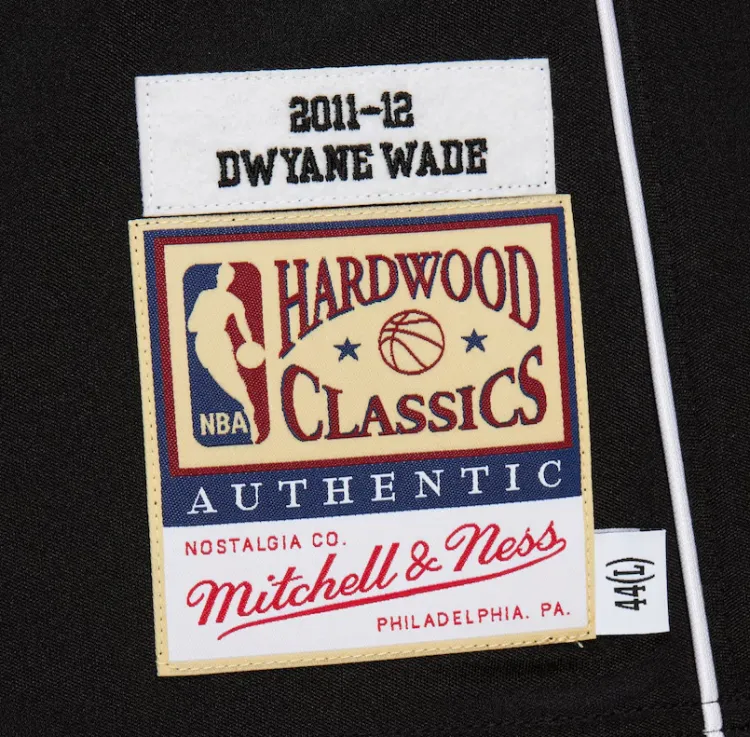 2011-12
DWYANE WADE
HARDWOOD
CLASSICS
NBA
AUTHENTIC
NOSTALGIA CO.
Mitchell & Ness
PHILADELPHIA. PA.
44(L)